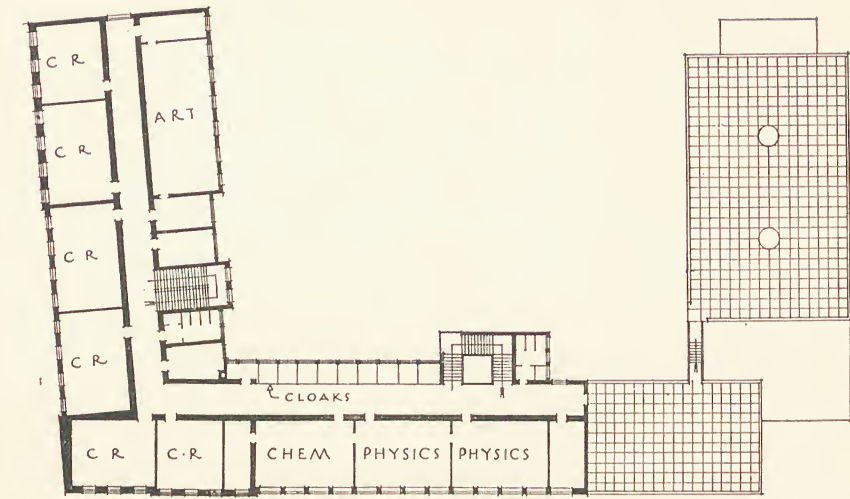 C R
ART
C R
C R
C R
CLOAKS
C R
C·R
CHEM
PHYSICS
PHYSICS